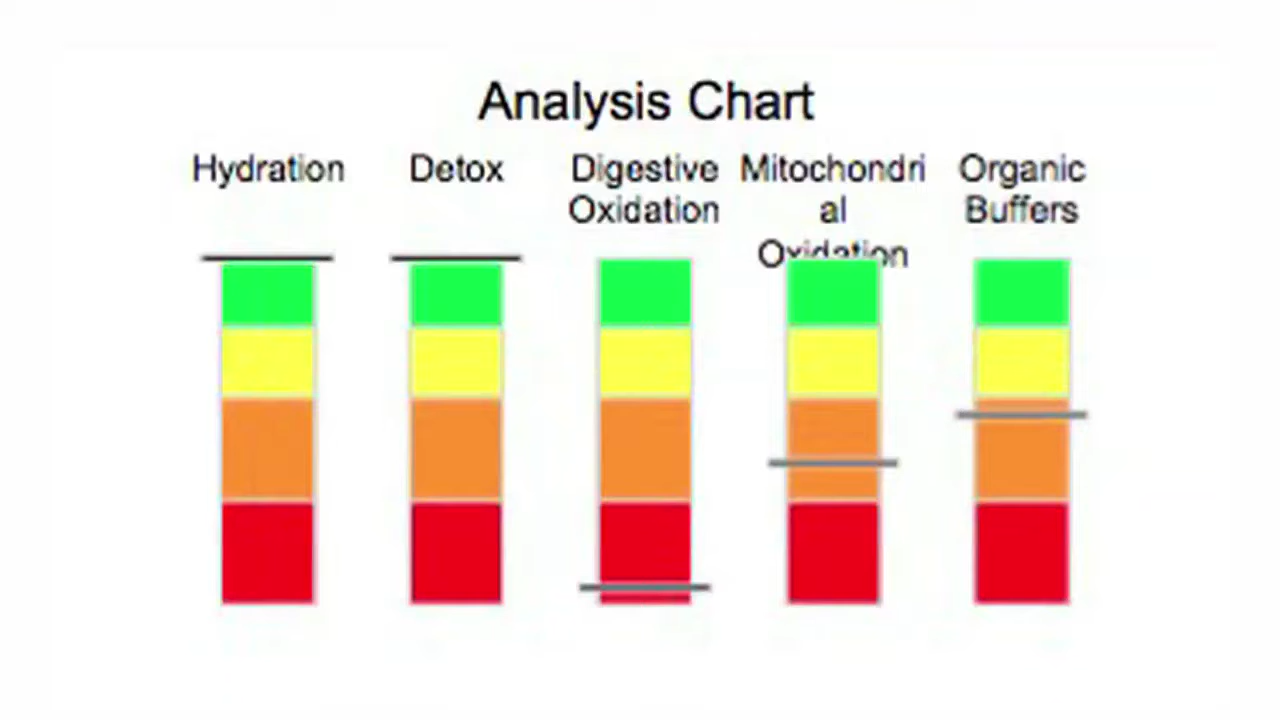 Analysis Chart
Hydration
Detox
Digestive
Oxidation
Mitochondri
al
Oxidation
Organic
Buffers